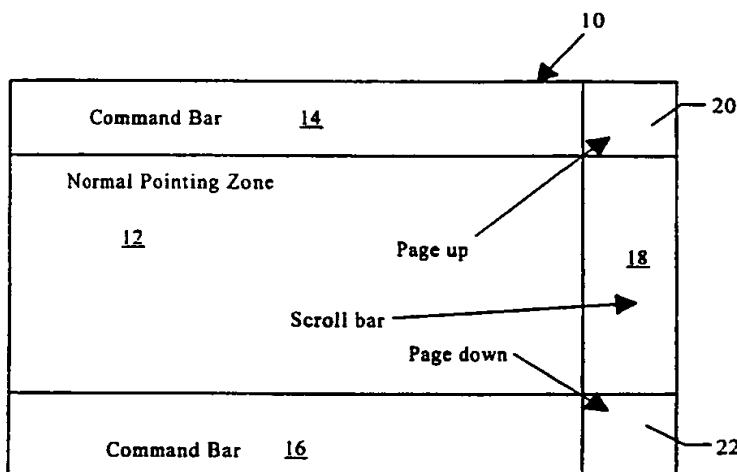 10
Command Bar 14
20
Normal Pointing Zone
12
Page up
18
Scroll bar
Page down
Command Bar 16
22